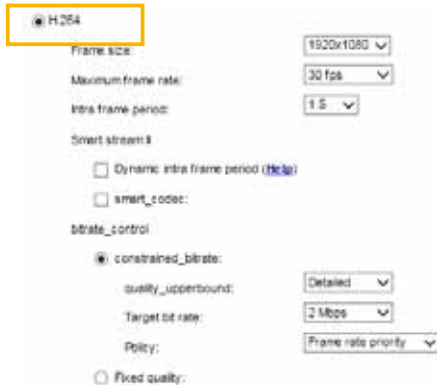 H.264
Frame size: 1920x1080
Maximum frame rate: 30 fps
Intra frame period: 1 S
Smart stream II
Dynamic intra frame period (Help)
smart_codec:
bitrate_control
constrained_bitrate:
quality_upperbound: Detailed
Target bit rate: 2 Mbps
Policy: Frame rate priority
Fixed quality: